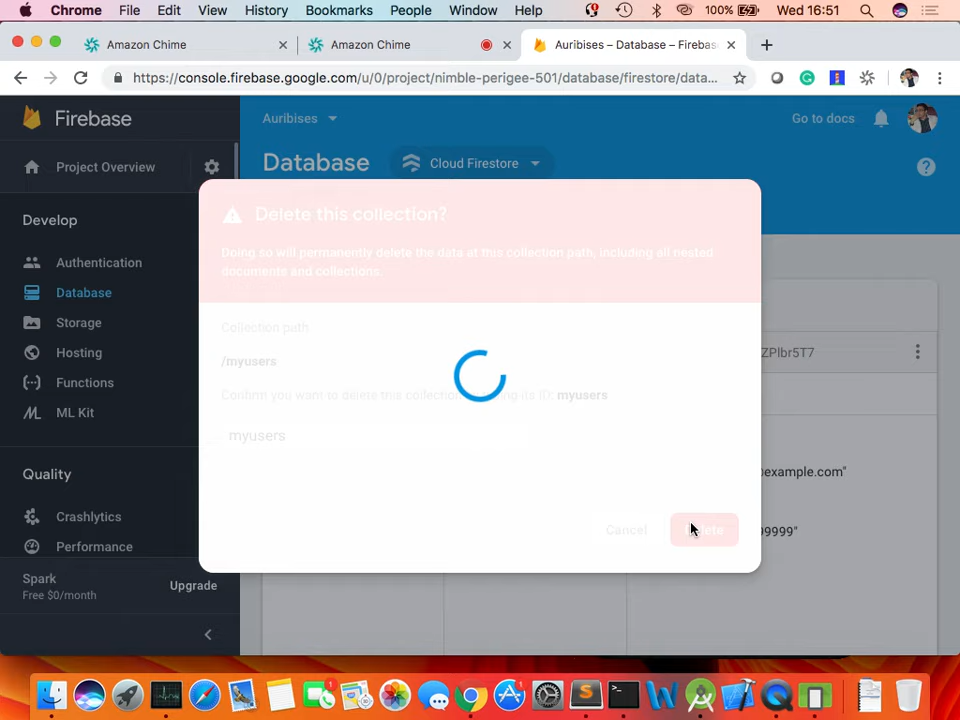 Chrome File Edit View History Bookmarks People Window Help 100% Wed 16:51
Amazon Chime
Amazon Chime
Auribises – Database – Firebas
https://console.firebase.google.com/u/0/project/nimble-perigee-501/database/firestore/data...
Firebase
Auribises
Go to docs
Project Overview
Database
Cloud Firestore
Develop
Authentication
Database
Storage
Hosting
Functions
ML Kit
Quality
Crashlytics
Performance
Spark
Free $0/month
Upgrade
Delete this collection?
Doing so will permanently delete the data at this collection path, including all nested
documents and collections.
Collection path
/myusers
Confirm you want to delete this collection its ID: myusers
myusers
Cancel
ZPlbr5T7
example.com"
99999"
1